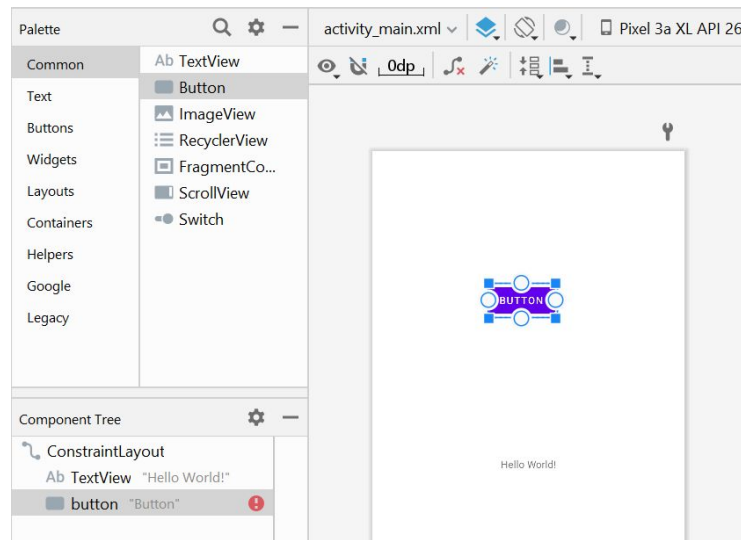 Palette
Common
Text
Buttons
Widgets
Layouts
Containers
Helpers
Google
Legacy
Ab TextView
Button
ImageView
RecyclerView
FragmentCo...
ScrollView
Switch
activity_main.xml
Pixel 3a XL API 26
0dp
BUTTON
Hello World!
Component Tree
ConstraintLayout
Ab TextView "Hello World!"
button "Button"